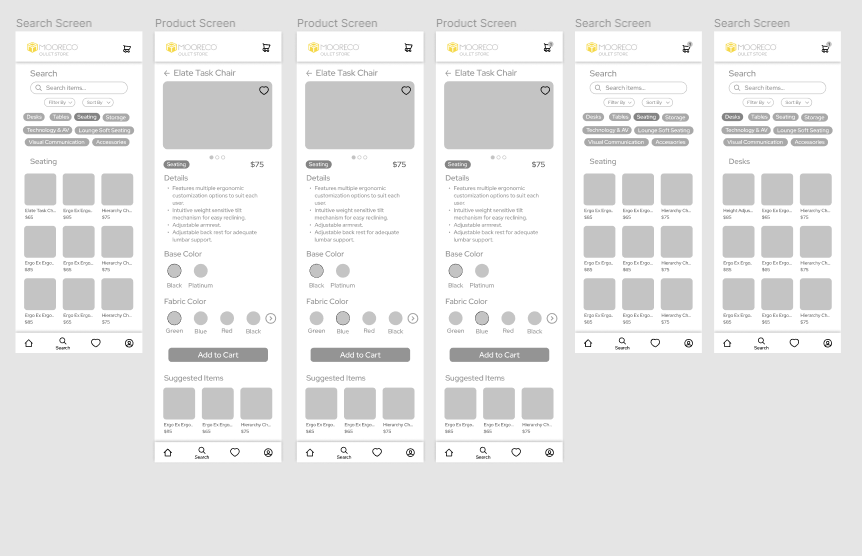 Search Screen
MOORECO
OULET STORE
Search
Search items...
Filter By
Sort By
Desks
Tables
Seating
Storage
Technology & AV
Lounge Soft Seating
Visual Communication
Accessories
Seating
Elate Task Ch...
$65
Ergo Ex Ergo...
$65
Hierarchy Ch...
$75
Ergo Ex Ergo...
$85
Ergo Ex Ergo...
$65
Hierarchy Ch...
$75
Ergo Ex Ergo...
$85
Ergo Ex Ergo...
$65
Hierarchy Ch...
$75
Search
Product Screen
MOORECO
OULET STORE
Elate Task Chair
Seating
$75
Details
• Features multiple ergonomic
customization options to suit each
user.
• Intuitive weight sensitive tilt
mechanism for easy reclining.
• Adjustable armrest.
• Adjustable back rest for adequate
lumbar support.
Base Color
Black
Platinum
Fabric Color
Green
Blue
Red
Black
Add to Cart
Suggested Items
Ergo Ex Ergo...
$85
Ergo Ex Ergo...
$65
Hierarchy Ch...
$75
Search
Product Screen
MOORECO
OULET STORE
Elate Task Chair
Seating
$75
Details
• Features multiple ergonomic
customization options to suit each
user.
• Intuitive weight sensitive tilt
mechanism for easy reclining.
• Adjustable armrest.
• Adjustable back rest for adequate
lumbar support.
Base Color
Black
Platinum
Fabric Color
Green
Blue
Red
Black
Add to Cart
Suggested Items
Ergo Ex Ergo...
$85
Ergo Ex Ergo...
$65
Hierarchy Ch...
$75
Search
Product Screen
MOORECO
OULET STORE
Elate Task Chair
Seating
$75
Details
• Features multiple ergonomic
customization options to suit each
user.
• Intuitive weight sensitive tilt
mechanism for easy reclining.
• Adjustable armrest.
• Adjustable back rest for adequate
lumbar support.
Base Color
Black
Platinum
Fabric Color
Green
Blue
Red
Black
Add to Cart
Suggested Items
Ergo Ex Ergo...
$85
Ergo Ex Ergo...
$65
Hierarchy Ch...
$75
Search
Search Screen
MOORECO
OULET STORE
Search
Search items...
Filter By
Sort By
Desks
Tables
Seating
Storage
Technology & AV
Lounge Soft Seating
Visual Communication
Accessories
Seating
Ergo Ex Ergo...
$85
Ergo Ex Ergo...
$65
Hierarchy Ch...
$75
Ergo Ex Ergo...
$85
Ergo Ex Ergo...
$65
Hierarchy Ch...
$75
Ergo Ex Ergo...
$85
Ergo Ex Ergo...
$65
Hierarchy Ch...
$75
Search
Search Screen
MOORECO
OULET STORE
Search
Search items...
Filter By
Sort By
Desks
Tables
Seating
Storage
Technology & AV
Lounge Soft Seating
Visual Communication
Accessories
Desks
Height Adjus...
$85
Ergo Ex Ergo...
$65
Hierarchy Ch...
$75
Ergo Ex Ergo...
$85
Ergo Ex Ergo...
$65
Hierarchy Ch...
$75
Ergo Ex Ergo...
$85
Ergo Ex Ergo...
$65
Hierarchy Ch...
$75
Search